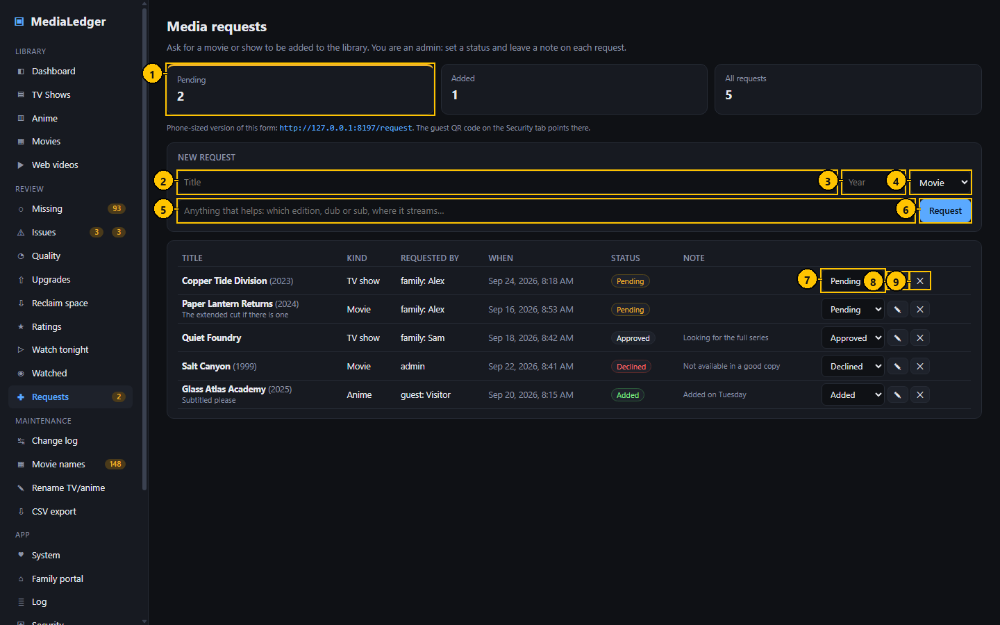 MediaLedger
LIBRARY
Dashboard
TV Shows
Anime
Movies
Web videos
REVIEW
Missing 93
Issues 3 3
Quality
Upgrades
Reclaim space
Ratings
Watch tonight
Watched
Requests 2
MAINTENANCE
Change log
Movie names 148
Rename TV/anime
CSV export
APP
System
Family portal
Log
Security
Media requests
Ask for a movie or show to be added to the library. You are an admin: set a status and leave a note on each request.
1
Pending
2
Added
1
All requests
5
Phone-sized version of this form: http://127.0.0.1:8197/request. The guest QR code on the Security tab points there.
NEW REQUEST
2 Title 3 Year 4 Movie
5 Anything that helps: which edition, dub or sub, where it streams... 6 Request
TITLE KIND REQUESTED BY WHEN STATUS NOTE
Copper Tide Division (2023) TV show family: Alex Sep 24, 2026, 8:18 AM Pending 7 Pending 8 9
Paper Lantern Returns (2024) Movie family: Alex Sep 16, 2026, 8:53 AM Pending Pending
The extended cut if there is one
Quiet Foundry TV show family: Sam Sep 18, 2026, 8:42 AM Approved Looking for the full series Approved
Salt Canyon (1999) Movie admin Sep 22, 2026, 8:41 AM Declined Not available in a good copy Declined
Glass Atlas Academy (2025) Anime guest: Visitor Sep 20, 2026, 8:15 AM Added Added on Tuesday Added
Subtitled please